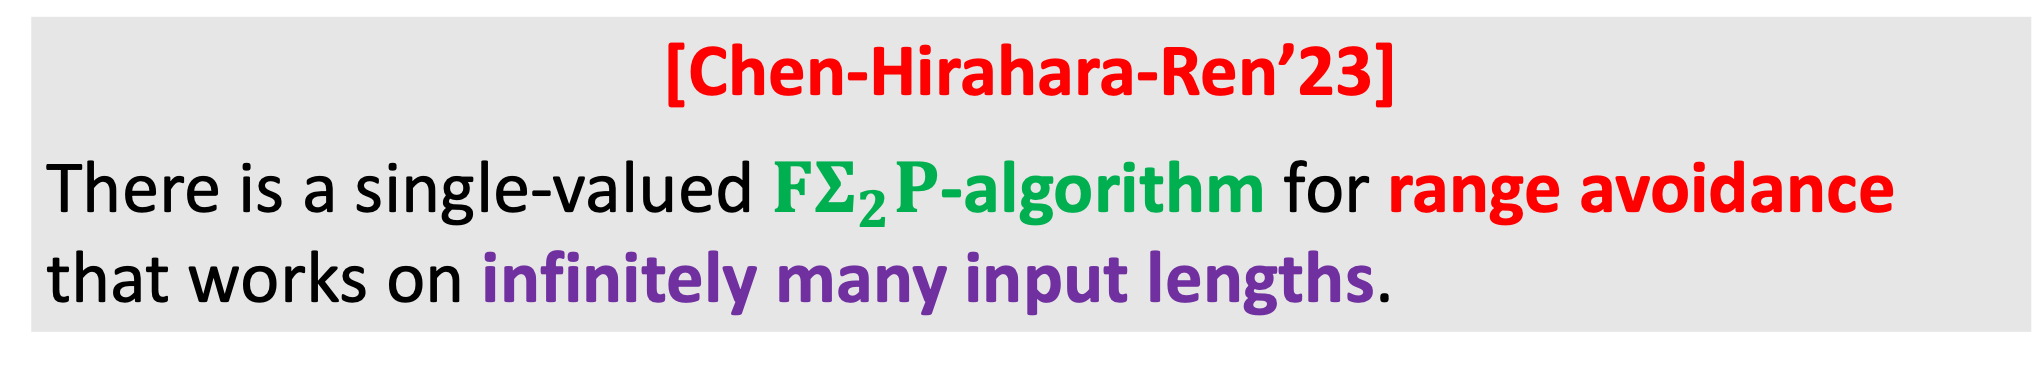 [Chen-Hirahara-Ren’23]
There is a single-valued FΣ₂P-algorithm for range avoidance
that works on infinitely many input lengths.